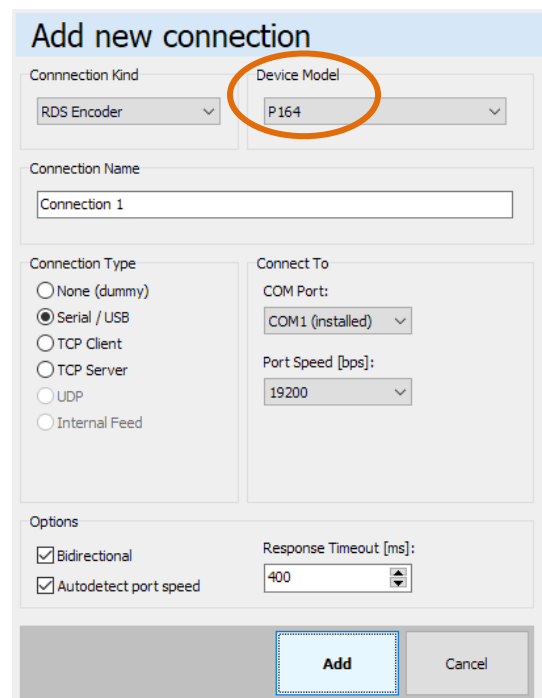 Add new connection
Connnection Kind
Device Model
RDS Encoder
P164
Connection Name
Connection 1
Connection Type
None (dummy)
Serial / USB
TCP Client
TCP Server
UDP
Internal Feed
Connect To
COM Port:
COM1 (installed)
Port Speed [bps]:
19200
Options
Bidirectional
Autodetect port speed
Response Timeout [ms]:
400
Add
Cancel